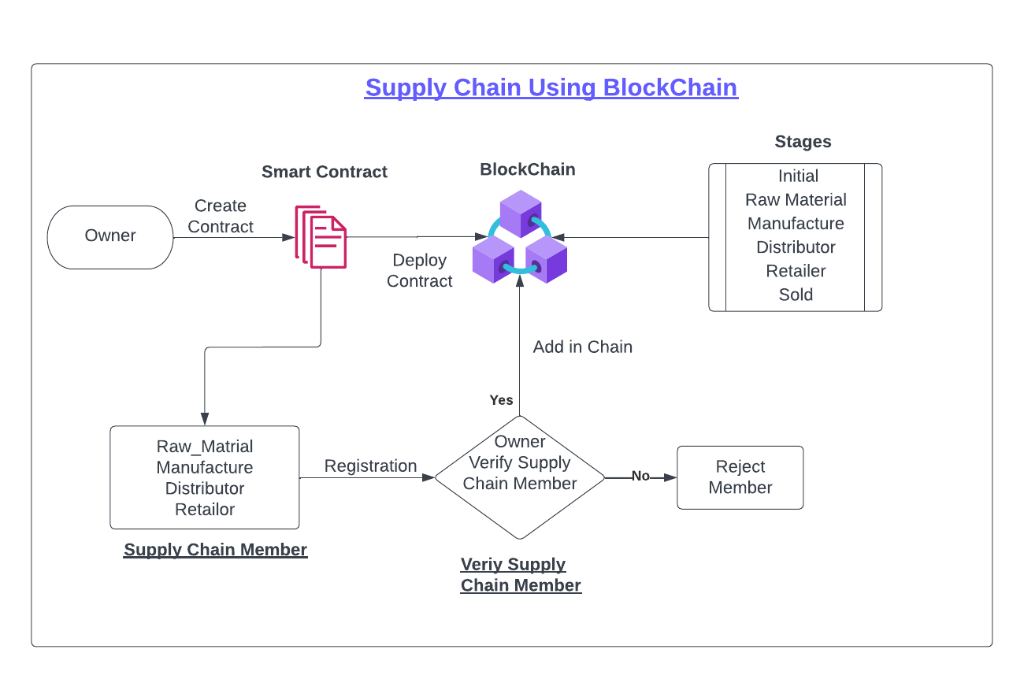 Supply Chain Using BlockChain
Stages
Smart Contract
BlockChain
Initial
Raw Material
Manufacture
Distributor
Retailer
Sold
Owner
Create
Contract
Deploy
Contract
Add in Chain
Yes
Raw_Matrial
Manufacture
Distributor
Retailor
Supply Chain Member
Registration
Owner
Verify Supply
Chain Member
No
Reject
Member
Veriy Supply
Chain Member